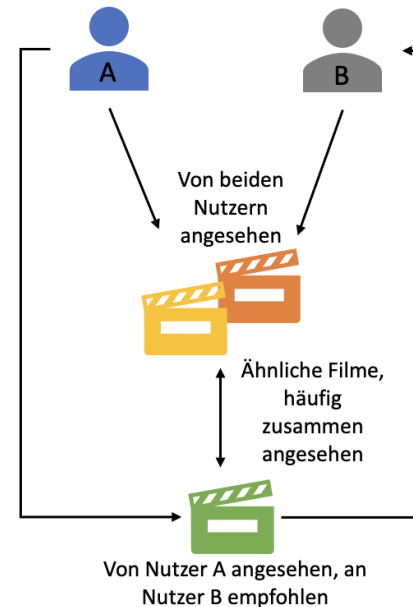 A
B
Von beiden
Nutzern
angesehen
Ähnliche Filme,
häufig
zusammen
angesehen
Von Nutzer A angesehen, an
Nutzer B empfohlen